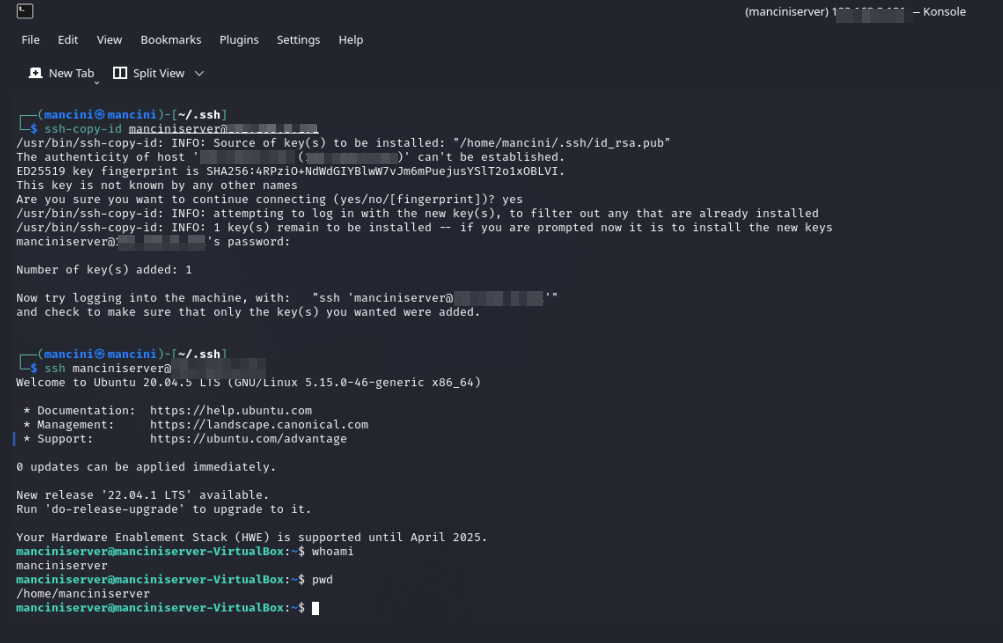 (manciniserver) — Konsole
File Edit View Bookmarks Plugins Settings Help
New Tab Split View
┌──(mancini㉿mancini)-[~/.ssh]
└─$ ssh-copy-id manciniserver@
/usr/bin/ssh-copy-id: INFO: Source of key(s) to be installed: "/home/mancini/.ssh/id_rsa.pub"
The authenticity of host ' ( )' can't be established.
ED25519 key fingerprint is SHA256:4RPziO+NdWdGIYBlwW7vJm6mPuejusYSlT2o1xOBLVI.
This key is not known by any other names
Are you sure you want to continue connecting (yes/no/[fingerprint])? yes
/usr/bin/ssh-copy-id: INFO: attempting to log in with the new key(s), to filter out any that are already installed
/usr/bin/ssh-copy-id: INFO: 1 key(s) remain to be installed -- if you are prompted now it is to install the new keys
manciniserver@ 's password:
Number of key(s) added: 1
Now try logging into the machine, with:   "ssh 'manciniserver@ '"
and check to make sure that only the key(s) you wanted were added.
┌──(mancini㉿mancini)-[~/.ssh]
└─$ ssh manciniserver@
Welcome to Ubuntu 20.04.5 LTS (GNU/Linux 5.15.0-46-generic x86_64)
* Documentation:  https://help.ubuntu.com
* Management:     https://landscape.canonical.com
* Support:        https://ubuntu.com/advantage
0 updates can be applied immediately.
New release '22.04.1 LTS' available.
Run 'do-release-upgrade' to upgrade to it.
Your Hardware Enablement Stack (HWE) is supported until April 2025.
manciniserver@manciniserver-VirtualBox:~$ whoami
manciniserver
manciniserver@manciniserver-VirtualBox:~$ pwd
/home/manciniserver
manciniserver@manciniserver-VirtualBox:~$